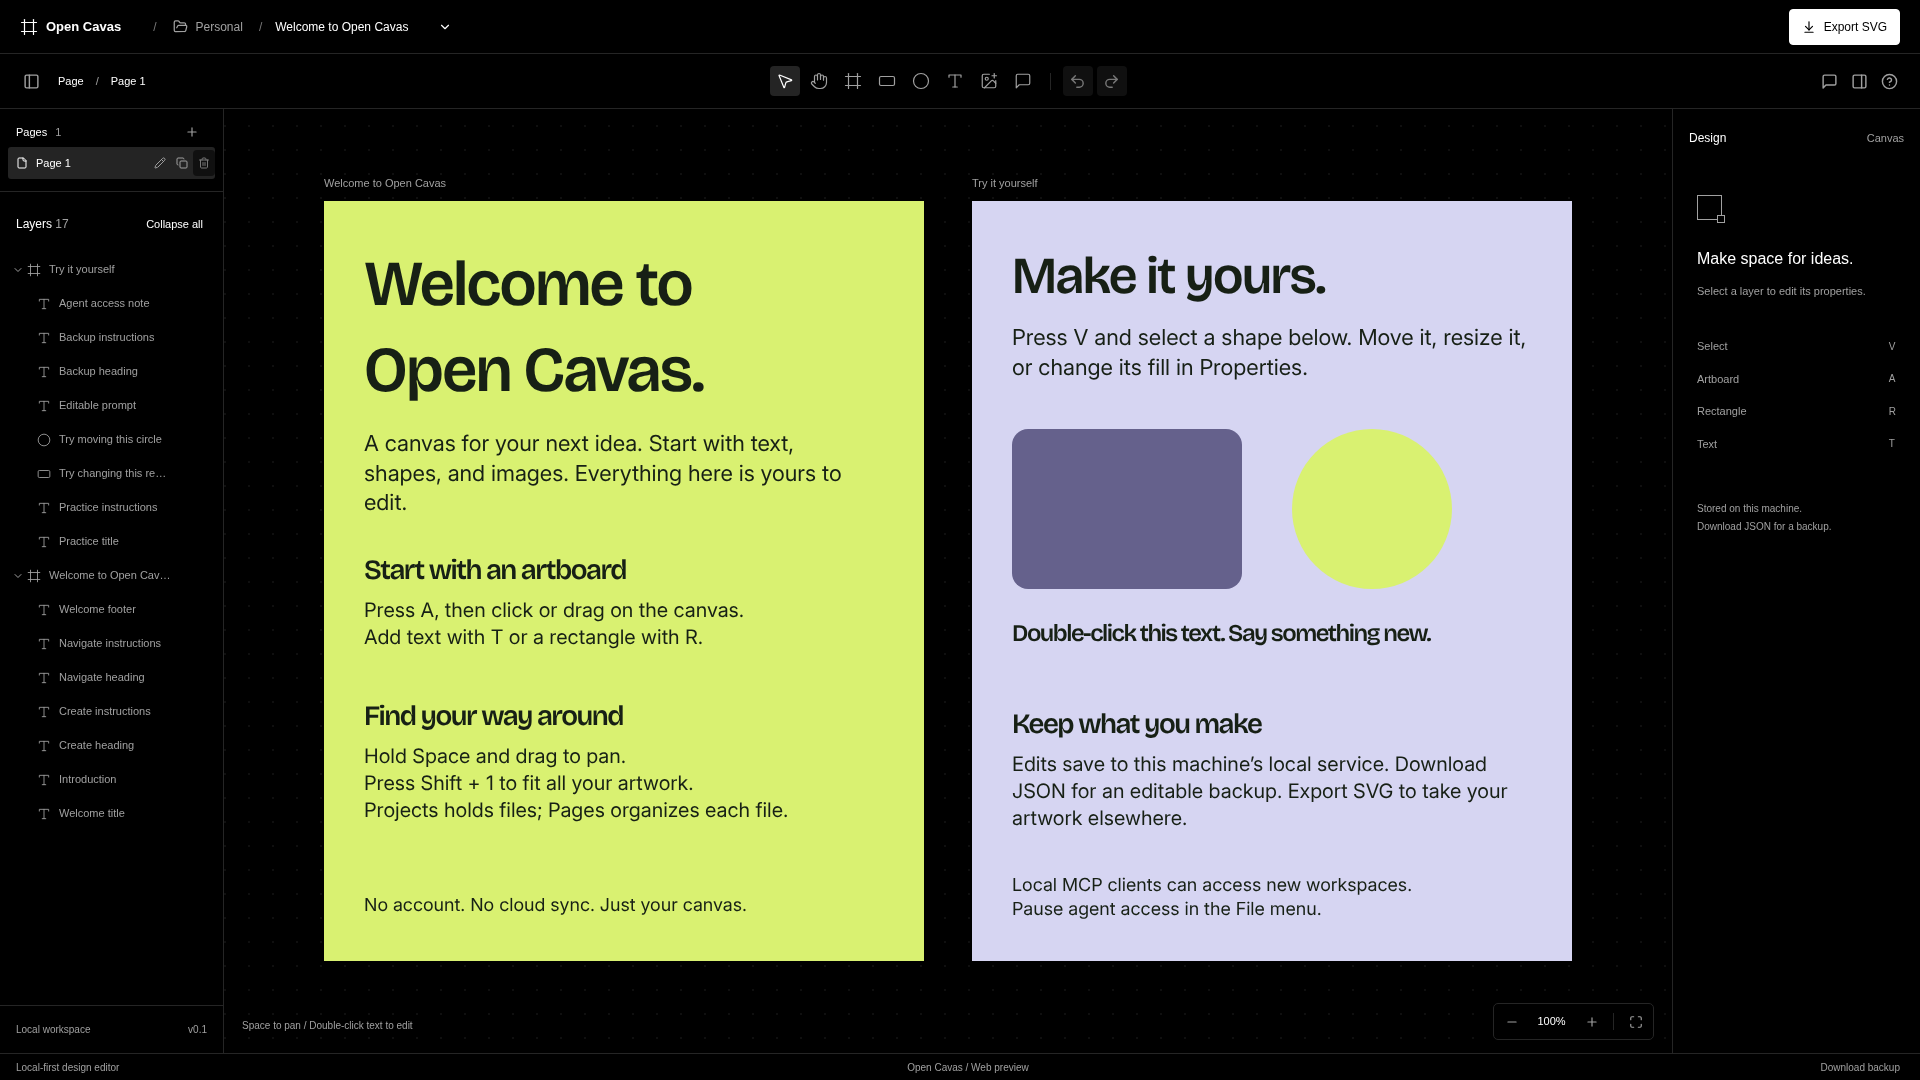 Open Cavas / Personal / Welcome to Open Cavas
Export SVG
Page / Page 1
Pages 1
Page 1
Layers 17 Collapse all
Try it yourself
Agent access note
Backup instructions
Backup heading
Editable prompt
Try moving this circle
Try changing this re…
Practice instructions
Practice title
Welcome to Open Cav…
Welcome footer
Navigate instructions
Navigate heading
Create instructions
Create heading
Introduction
Welcome title
Local workspace v0.1
Welcome to Open Cavas
Welcome to
Open Cavas.
A canvas for your next idea. Start with text,
shapes, and images. Everything here is yours to
edit.
Start with an artboard
Press A, then click or drag on the canvas.
Add text with T or a rectangle with R.
Find your way around
Hold Space and drag to pan.
Press Shift + 1 to fit all your artwork.
Projects holds files; Pages organizes each file.
No account. No cloud sync. Just your canvas.
Try it yourself
Make it yours.
Press V and select a shape below. Move it, resize it,
or change its fill in Properties.
Double-click this text. Say something new.
Keep what you make
Edits save to this machine’s local service. Download
JSON for an editable backup. Export SVG to take your
artwork elsewhere.
Local MCP clients can access new workspaces.
Pause agent access in the File menu.
Space to pan / Double-click text to edit
100%
Design Canvas
Make space for ideas.
Select a layer to edit its properties.
Select V
Artboard A
Rectangle R
Text T
Stored on this machine.
Download JSON for a backup.
Local-first design editor
Open Cavas / Web preview
Download backup